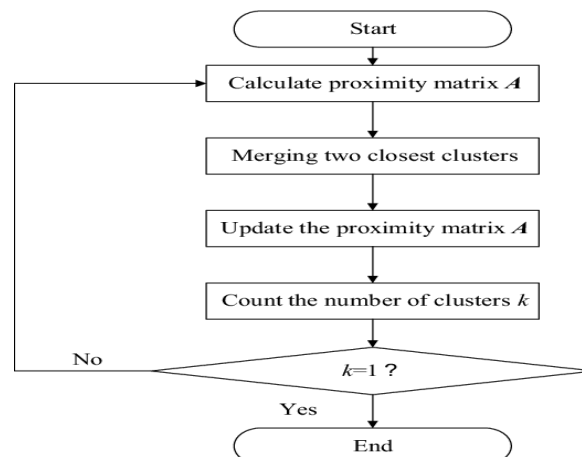 Start
Calculate proximity matrix A
Merging two closest clusters
Update the proximity matrix A
Count the number of clusters k
No
k=1 ?
Yes
End